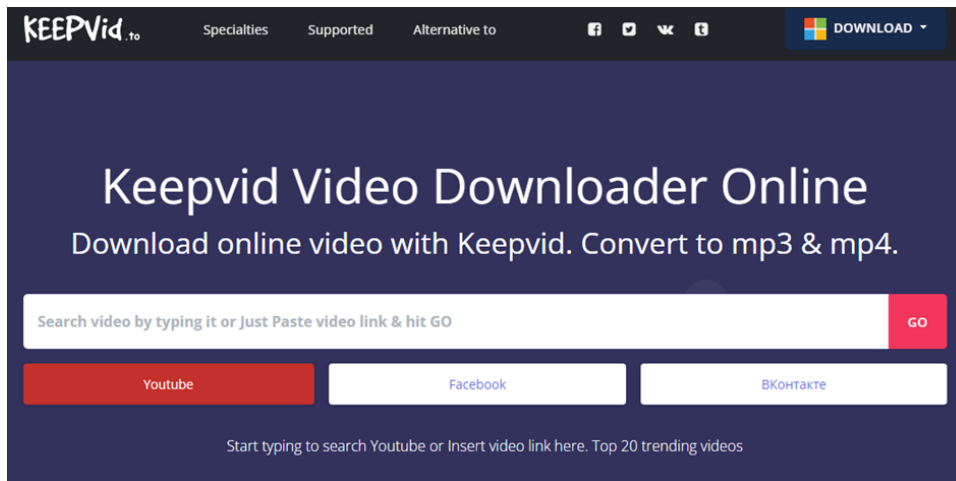 KEEPVid.to Specialties Supported Alternative to DOWNLOAD
Keepvid Video Downloader Online
Download online video with Keepvid. Convert to mp3 & mp4.
Search video by typing it or Just Paste video link & hit GO GO
Youtube Facebook ВКонтакте
Start typing to search Youtube or Insert video link here. Top 20 trending videos